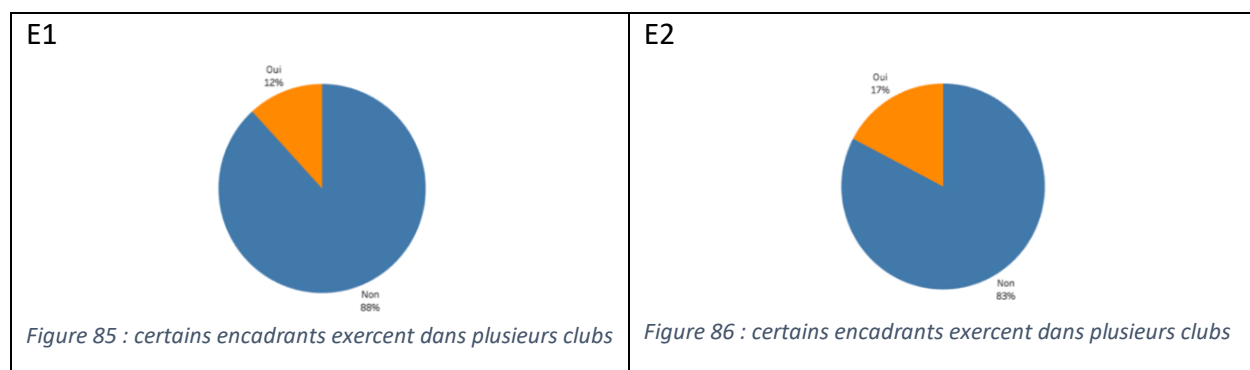 E1
Oui
12%
Non
88%
Figure 85 : certains encadrants exercent dans plusieurs clubs
E2
Oui
17%
Non
83%
Figure 86 : certains encadrants exercent dans plusieurs clubs